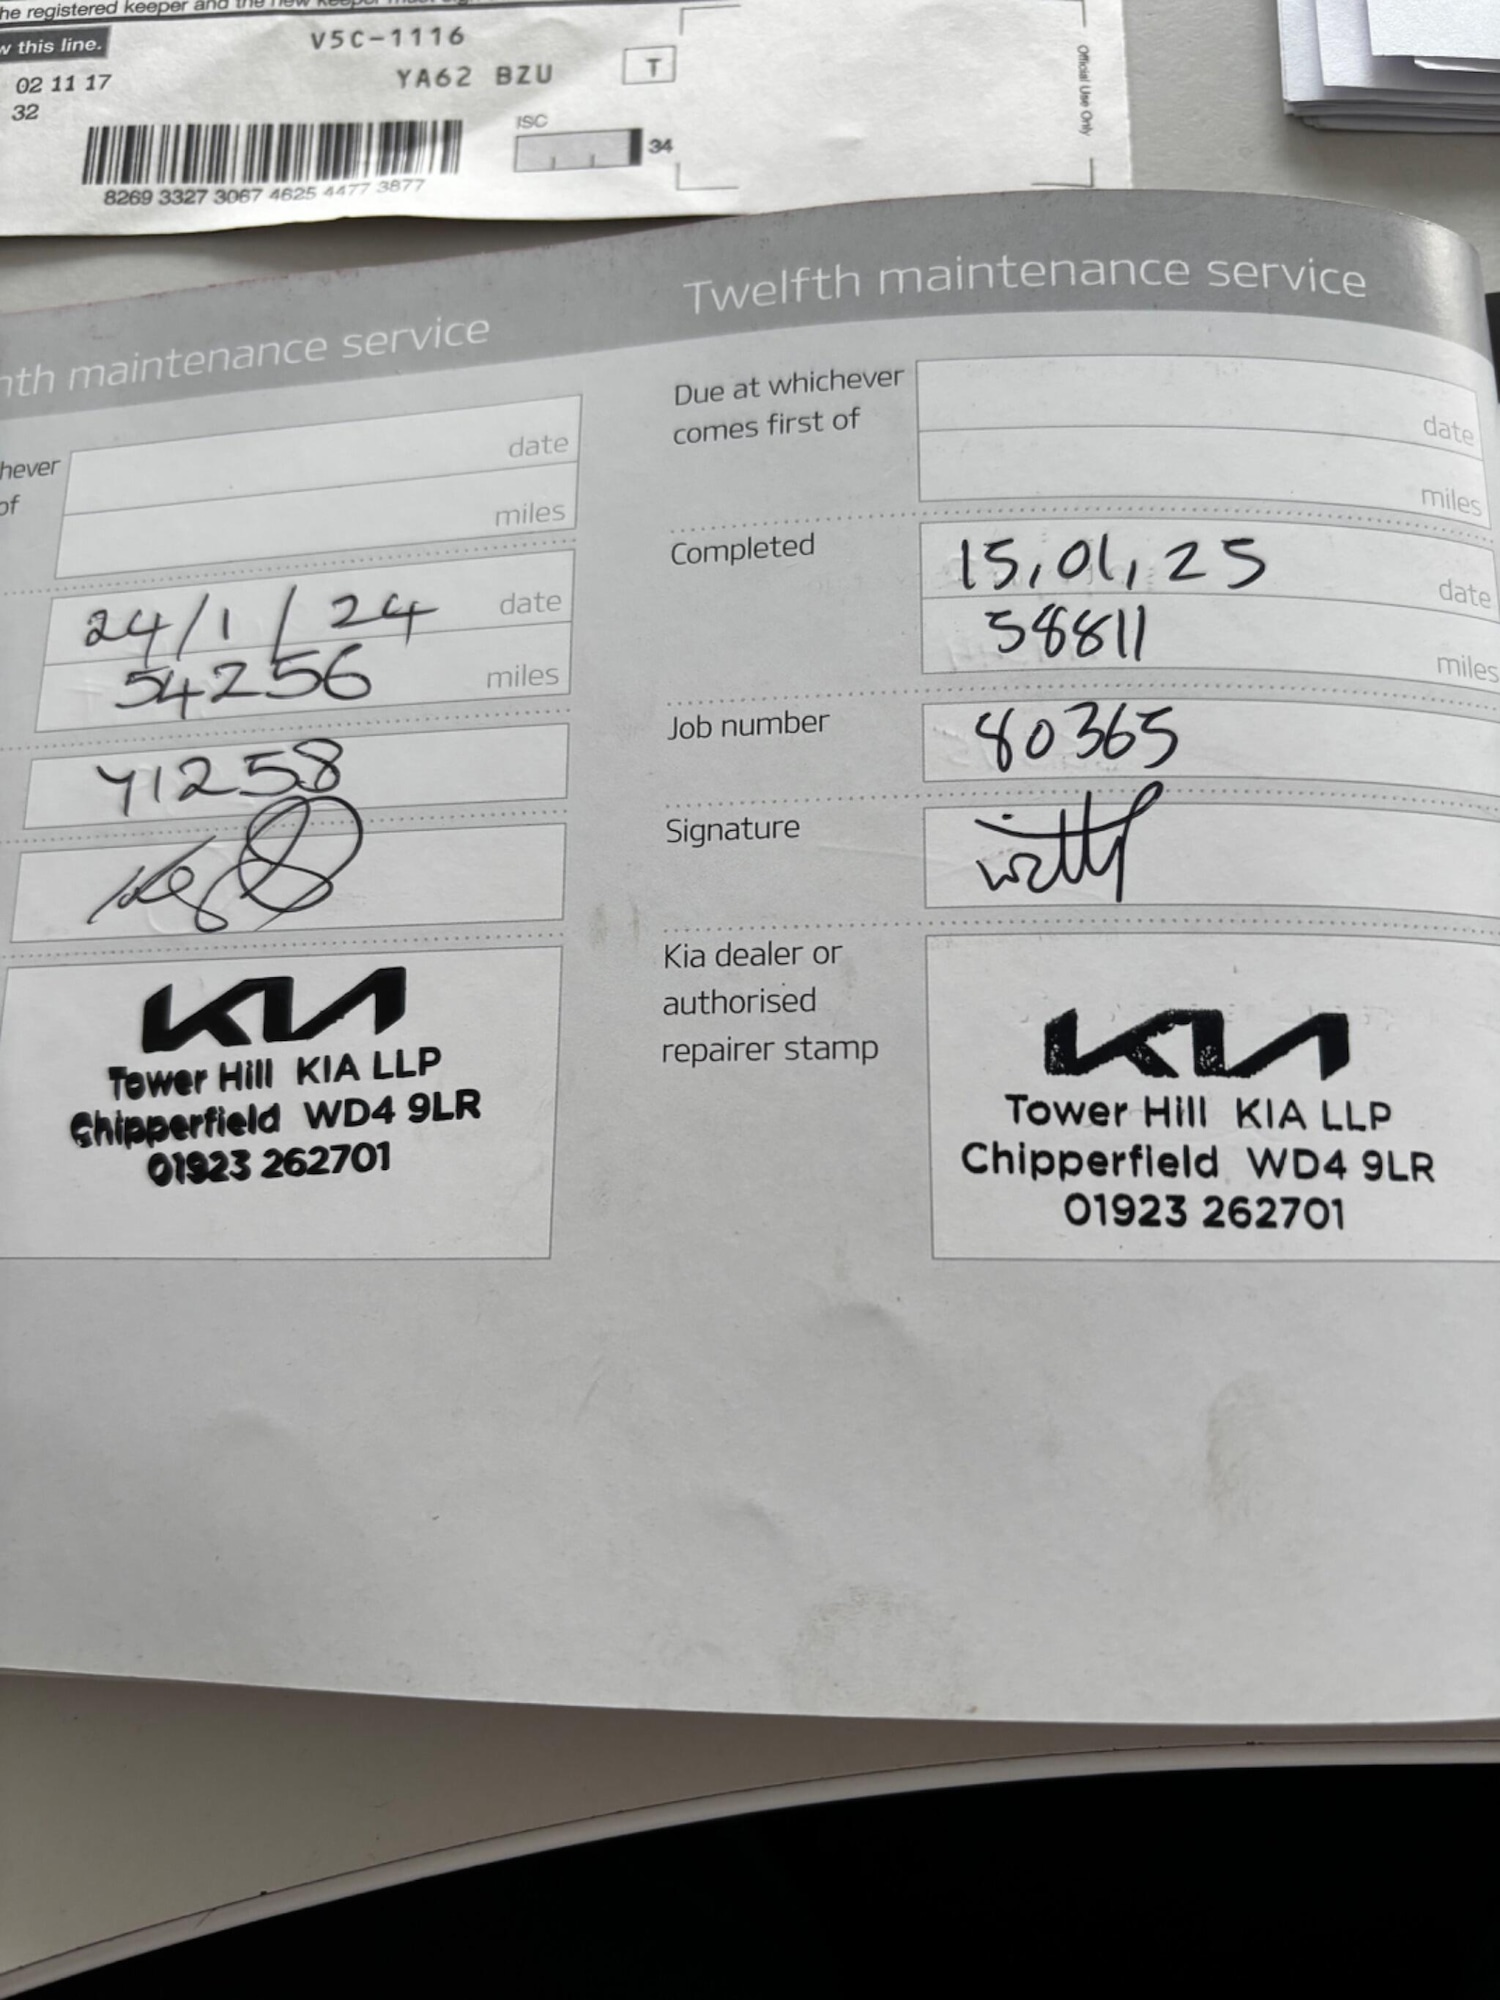 he registered keeper and the new keeper must
w this line.
V5C-1116
02 11 17
YA62 BZU
T
32
ISC
34
8269 3327 3067 4625 4477 3877
Official Use Only
nth maintenance service
hever
of
date
miles
24/1/24 date
54256 miles
41258
KIA
Tower Hill KIA LLP
Chipperfield WD4 9LR
01923 262701
Twelfth maintenance service
Due at whichever
comes first of
date
miles
Completed
15,01,25 date
58811 miles
Job number
80365
Signature
Kia dealer or
authorised
repairer stamp
KIA
Tower Hill KIA LLP
Chipperfield WD4 9LR
01923 262701